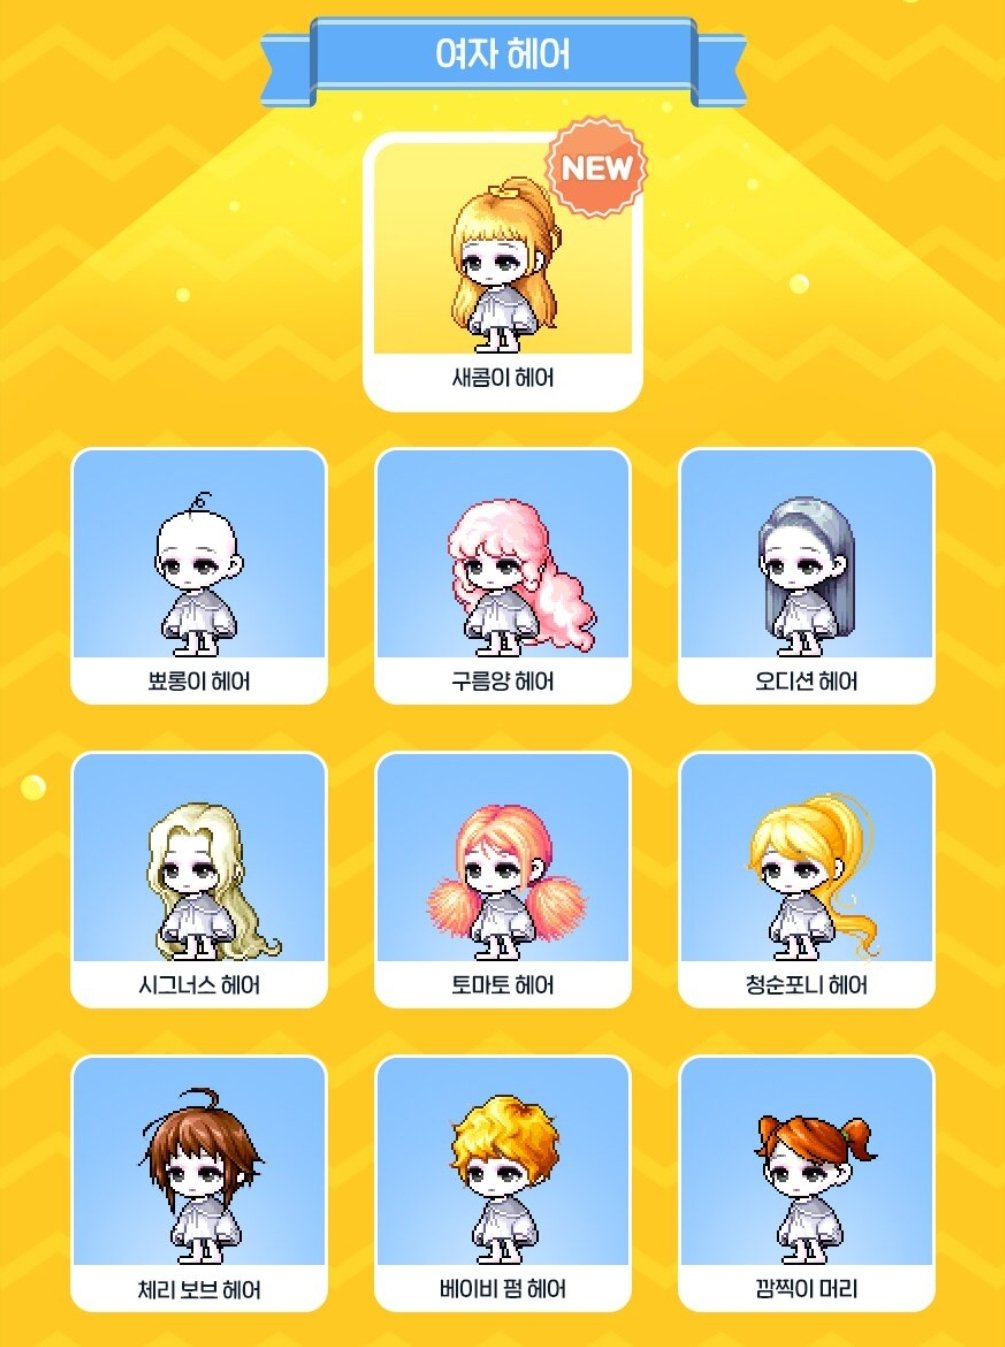 여자 헤어
NEW
새콤이 헤어
뾰롱이 헤어
구름양 헤어
오디션 헤어
시그너스 헤어
토마토 헤어
청순포니 헤어
체리 보브 헤어
베이비 펌 헤어
깜찍이 머리